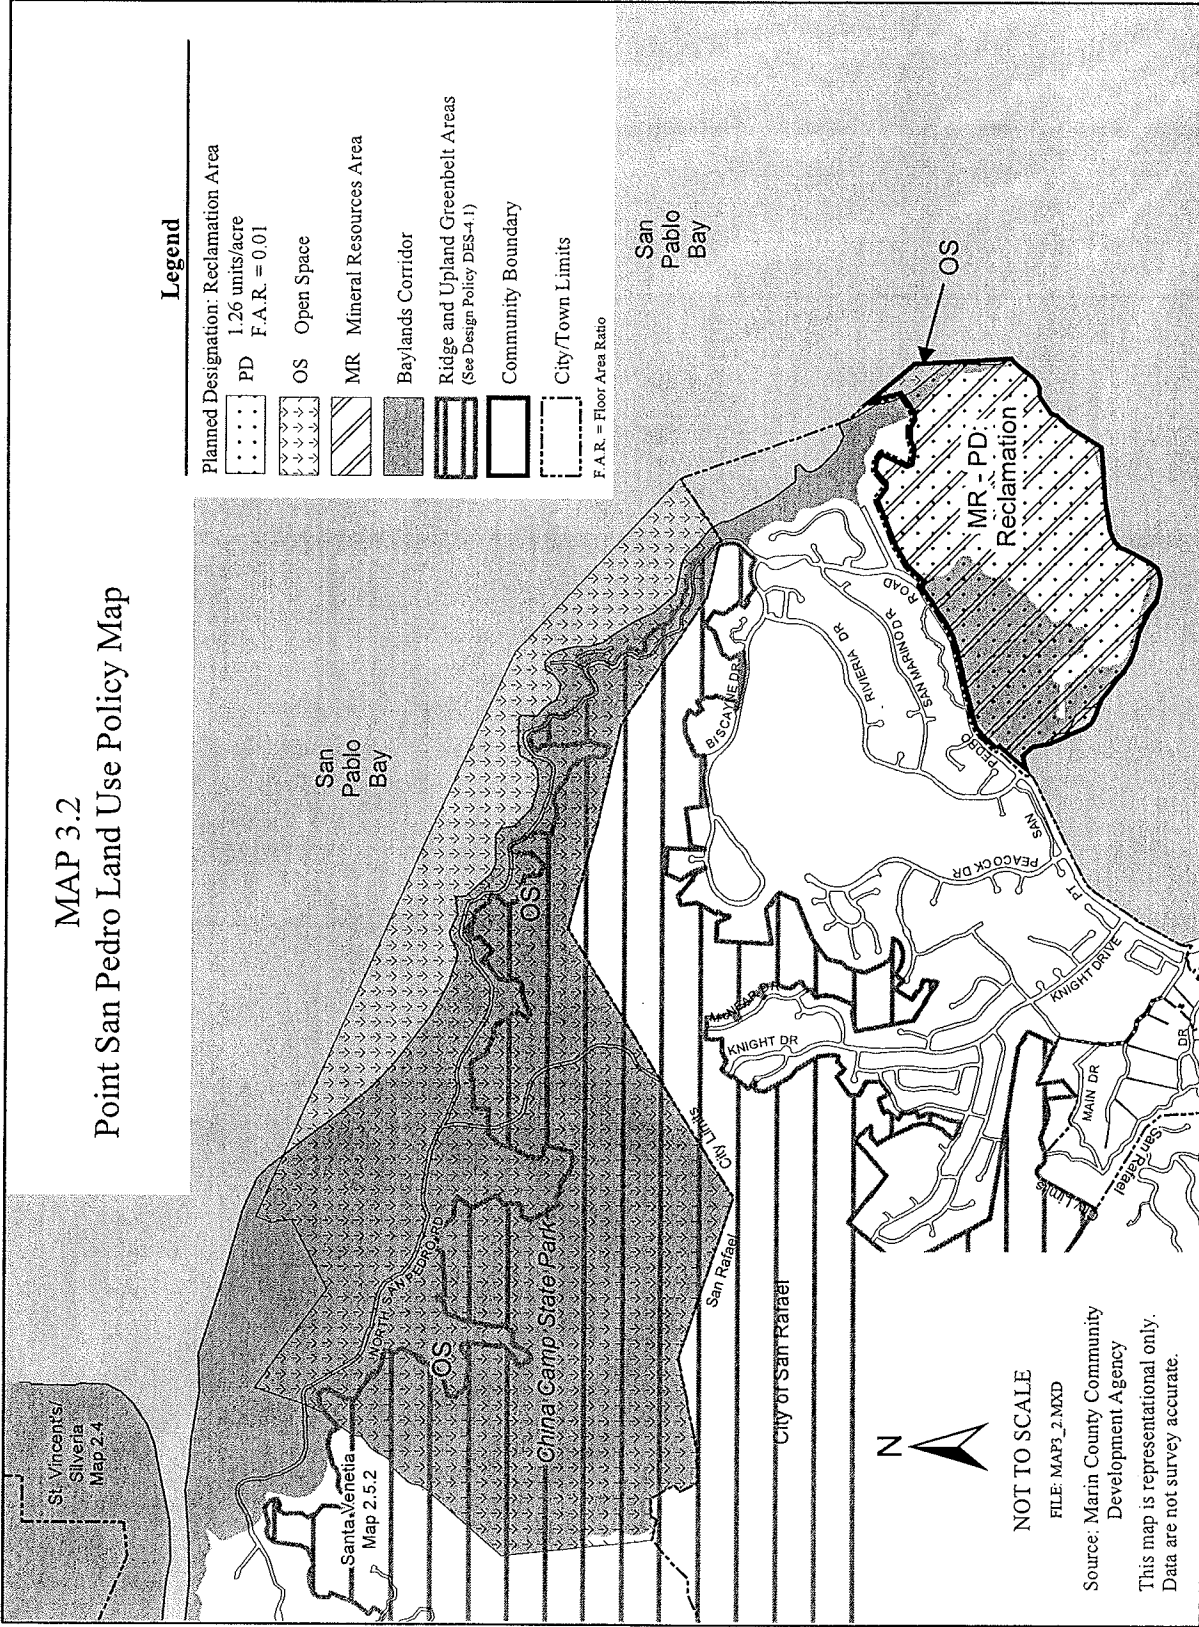 MAP 3.2
Point San Pedro Land Use Policy Map
Legend
Planned Designation: Reclamation Area
PD 1.26 units/acre
F.A.R. = 0.01
OS Open Space
MR Mineral Resources Area
Baylands Corridor
Ridge and Upland Greenbelt Areas
(See Design Policy DES-4.1)
Community Boundary
City/Town Limits
F.A.R. = Floor Area Ratio
St. Vincent's/
Silveria
Map 2.4
San
Pablo
Bay
San
Pablo
Bay
Santa Venetia
Map 2.5.2
NORTH SAN PEDRO RD
OS
OS
China Camp State Park
San Rafael
City Limits
City of San Rafael
BISCAYNE DR
RIVIERIA DR
SAN MARINO DR
ROAD
PEDRO
SAN
PT
PEACOCK DR
MCNEAR DR
KNIGHT DR
KNIGHT DRIVE
MAIN DR
DR
City Limits
San Rafael
MR - PD
Reclamation
OS
N
NOT TO SCALE
FILE: MAP3_2.MXD
Source: Marin County Community
Development Agency
This map is representational only.
Data are not survey accurate.